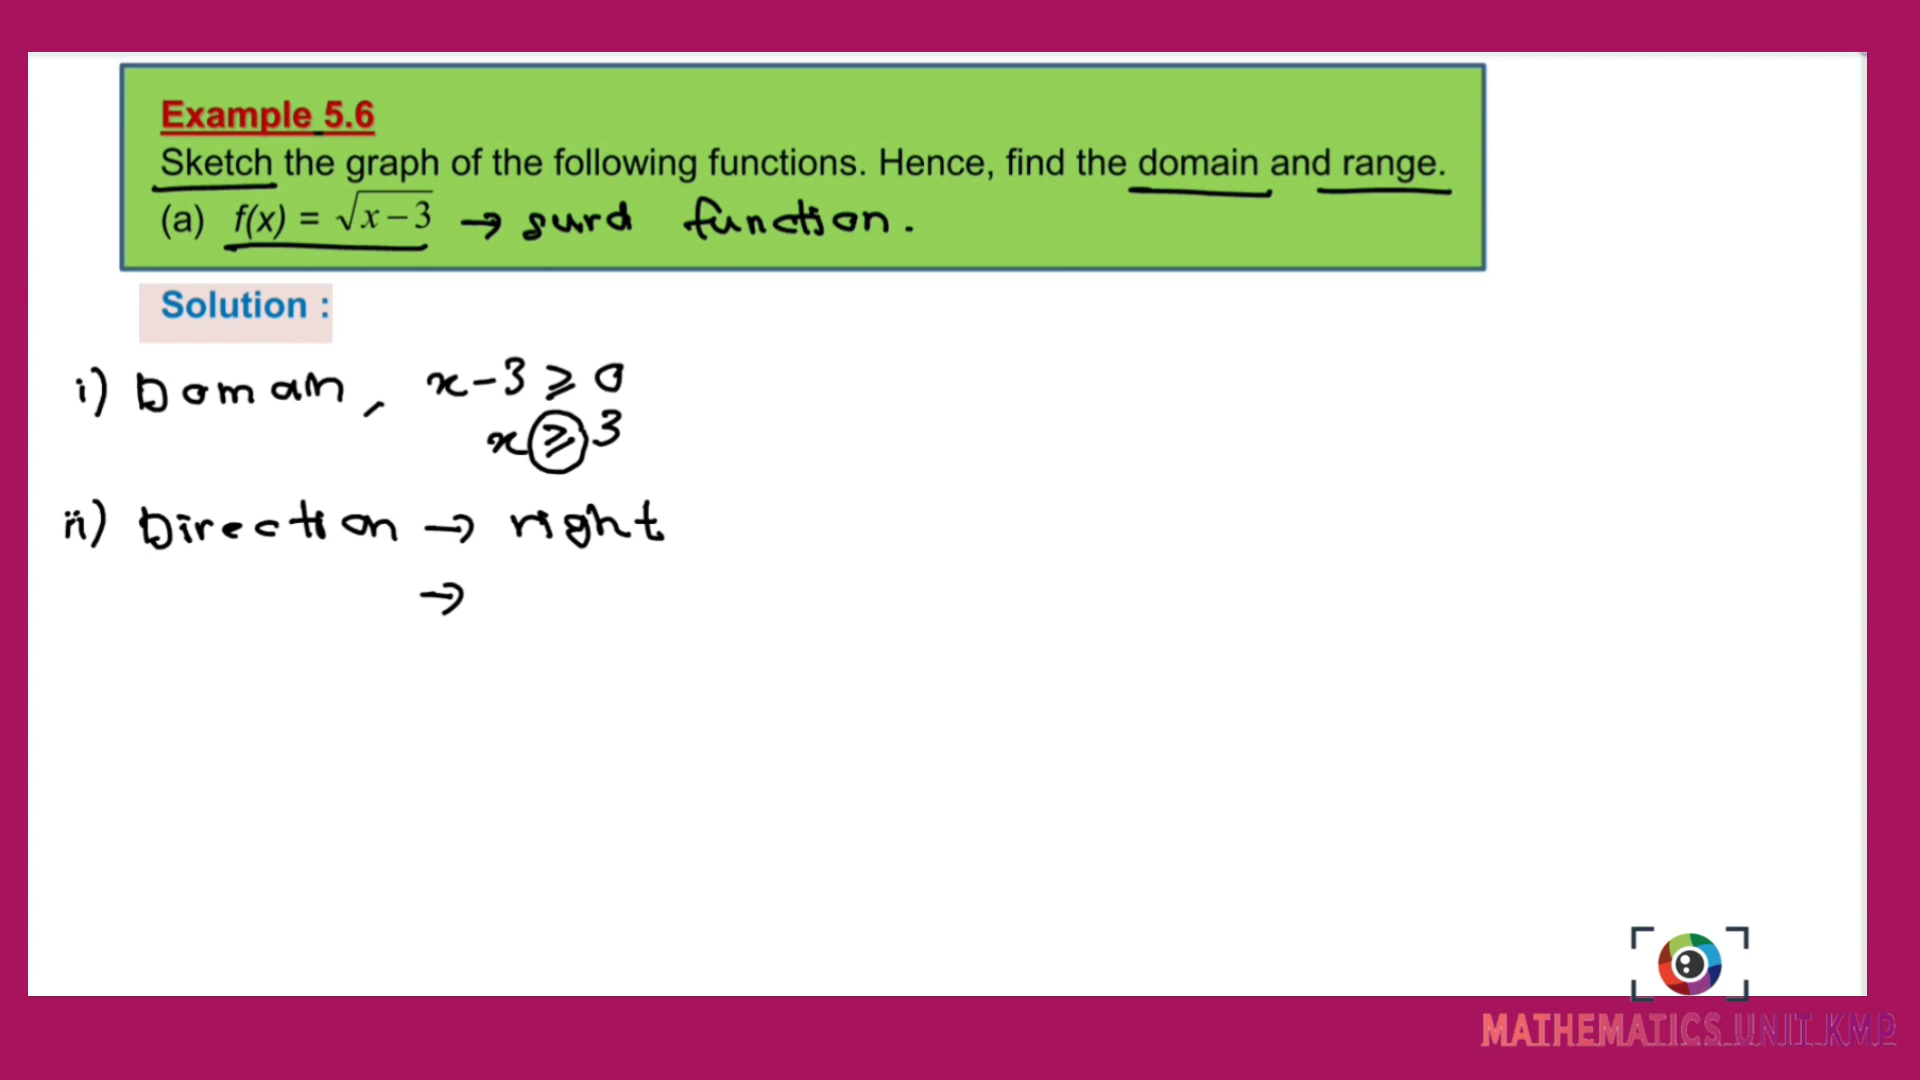 Example 5.6
Sketch the graph of the following functions. Hence, find the domain and range.
(a) f(x) = √x – 3 → surd function.
Solution :
i) Domain, x - 3 ⩾ 0
x ⩾ 3
ii) Direction → right
→
MATHEMATICS UNIT KMP